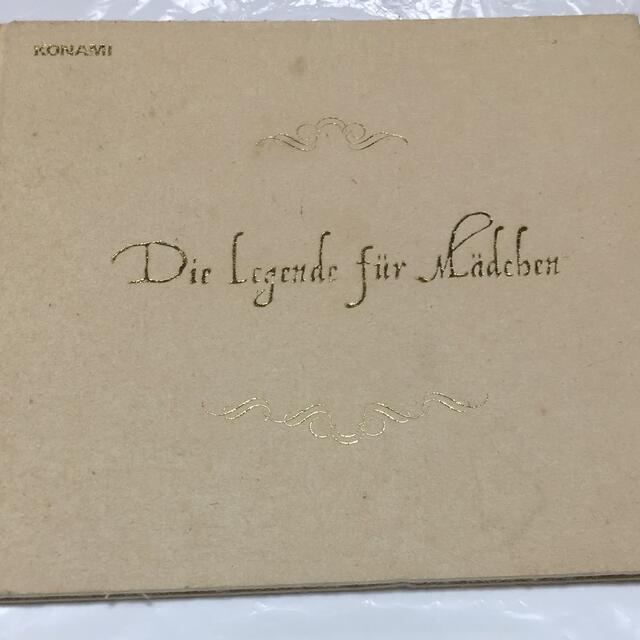 KONAMI
Die Legende für Mädchen